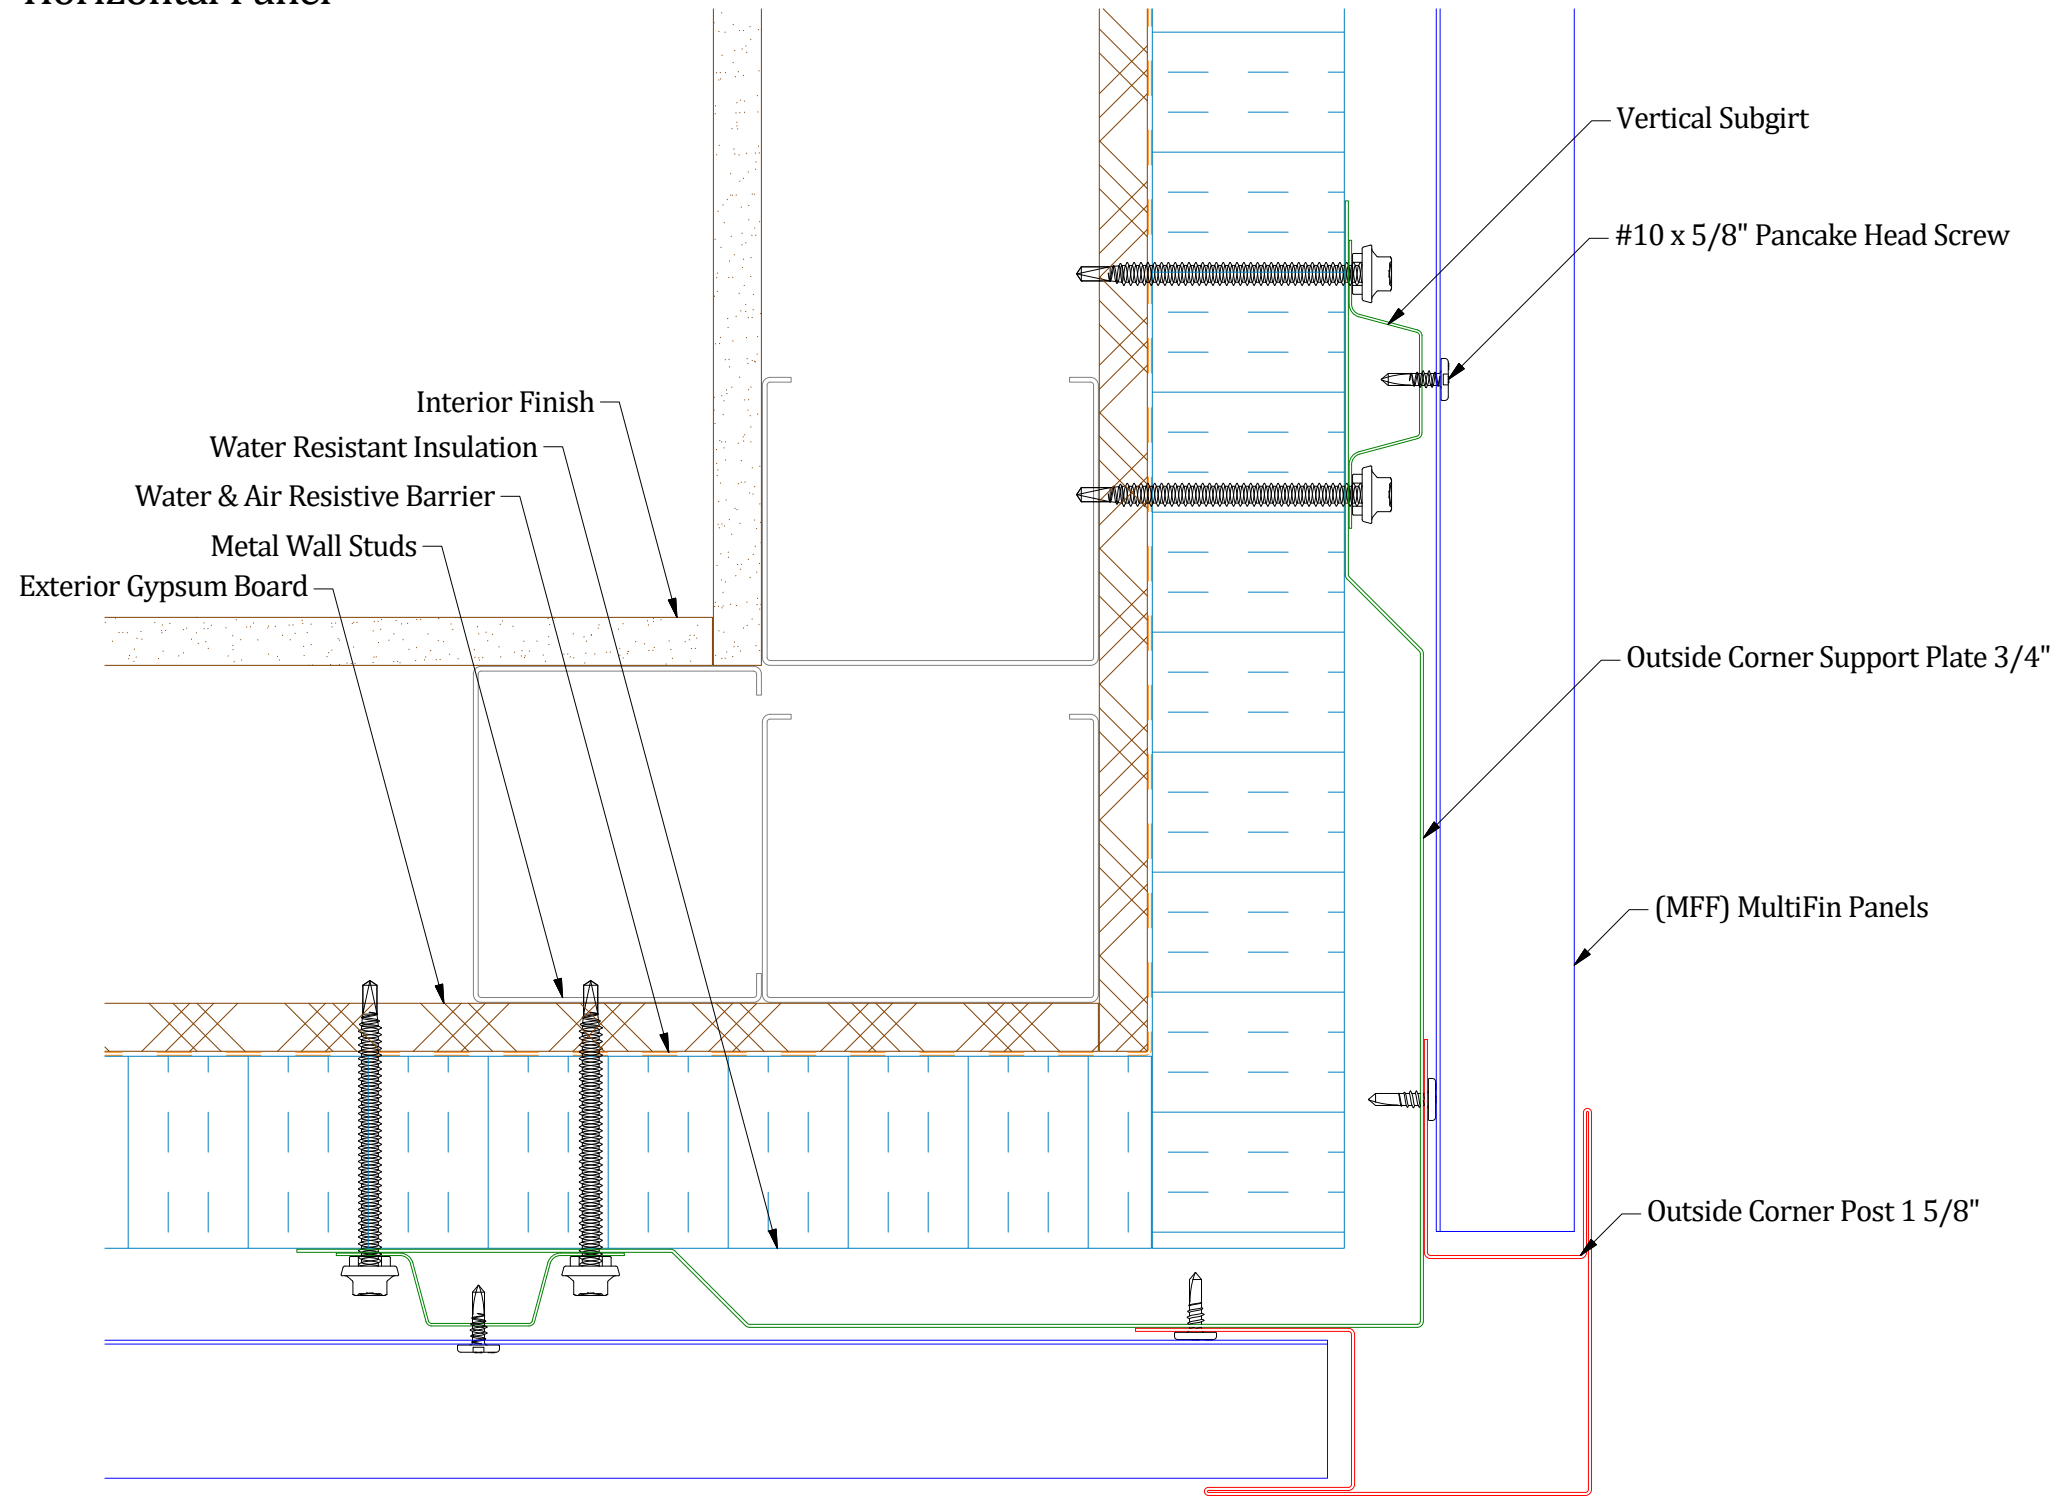 Horizontal Panel
Vertical Subgirt
#10 x 5/8" Pancake Head Screw
Interior Finish
Water Resistant Insulation
Water & Air Resistive Barrier
Metal Wall Studs
Exterior Gypsum Board
Outside Corner Support Plate 3/4"
(MFF) MultiFin Panels
Outside Corner Post 1 5/8"